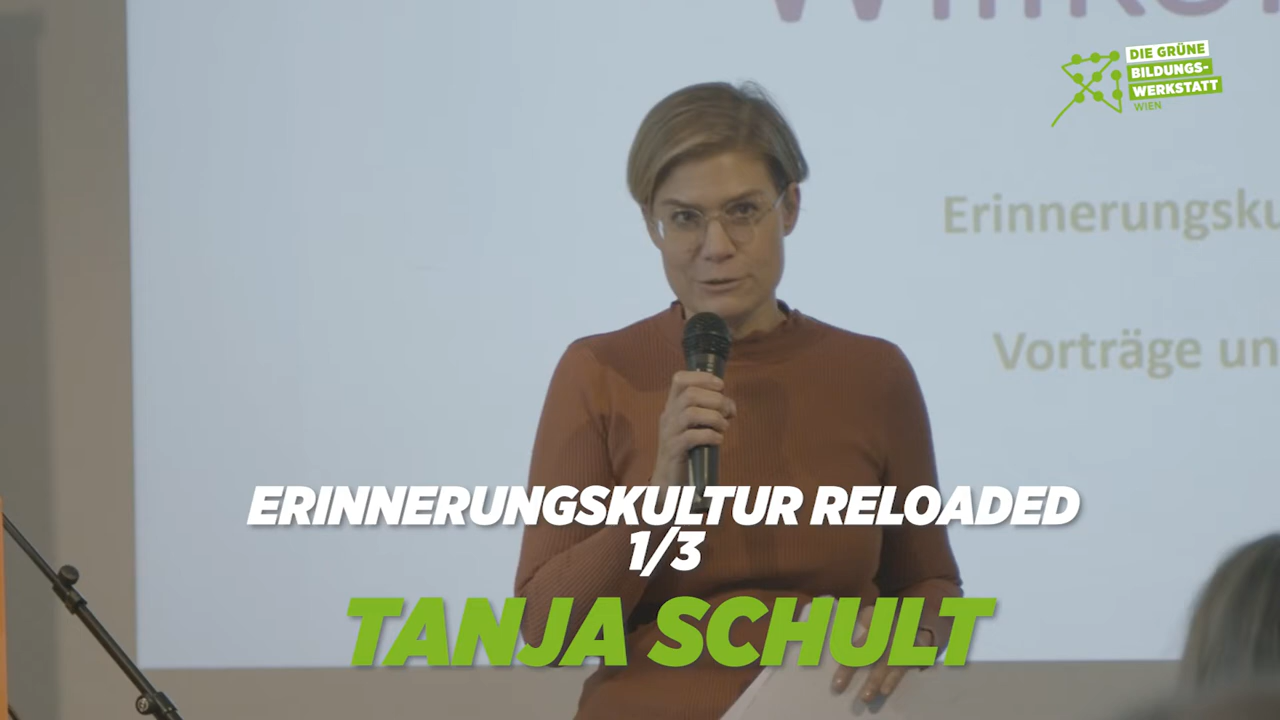 DIE GRÜNE
BILDUNGS-
WERKSTATT
WIEN
Erinnerungsku
Vorträge un
ERINNERUNGSKULTUR RELOADED
1/3
TANJA SCHULT